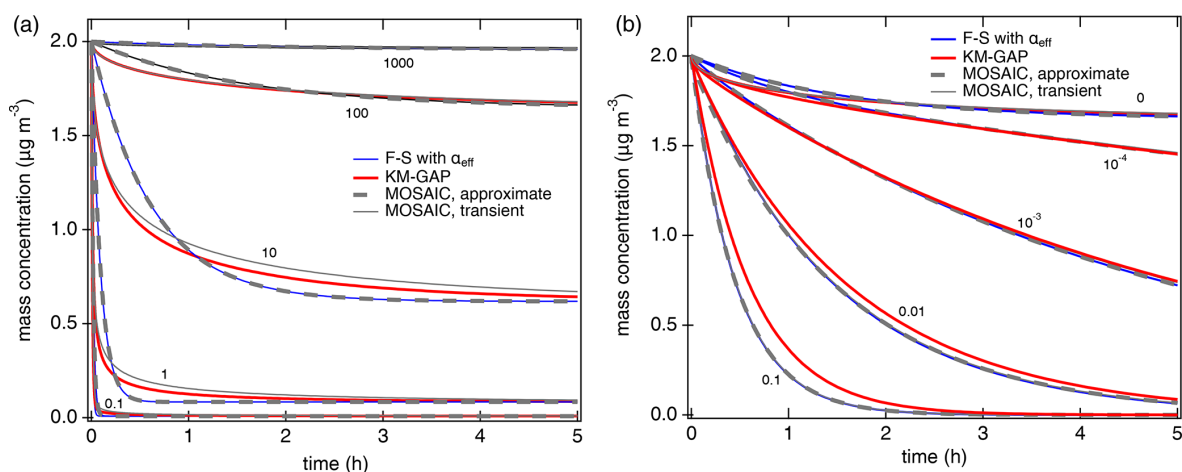 (a)
mass concentration (µg m⁻³)
2.0
1.5
1.0
0.5
0.0
1000
100
F-S with αeff
KM-GAP
MOSAIC, approximate
MOSAIC, transient
10
1
0.1
0 1 2 3 4 5
time (h)
(b)
mass concentration (µg m⁻³)
2.0
1.5
1.0
0.5
0.0
F-S with αeff
KM-GAP
MOSAIC, approximate
MOSAIC, transient
0
10⁻⁴
10⁻³
0.01
0.1
0 1 2 3 4 5
time (h)